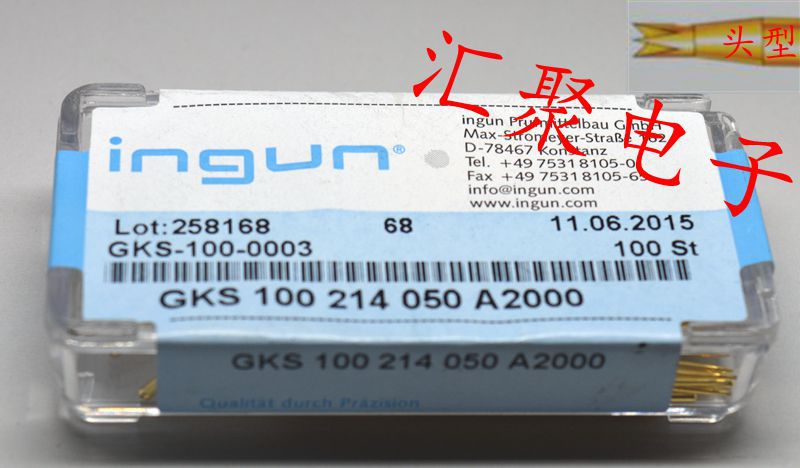 头型
汇聚电子
ingun®
ingun Prüfmittelbau GmbH
Max-Stromeyer-Straße 162
D-78467 Konstanz
Tel. +49 7531 8105-0
Fax +49 7531 8105-65
info@ingun.com
www.ingun.com
Lot:258168 68 11.06.2015
GKS-100-0003 100 St
GKS 100 214 050 A2000
GKS 100 214 050 A2000
Qualität durch Präzision